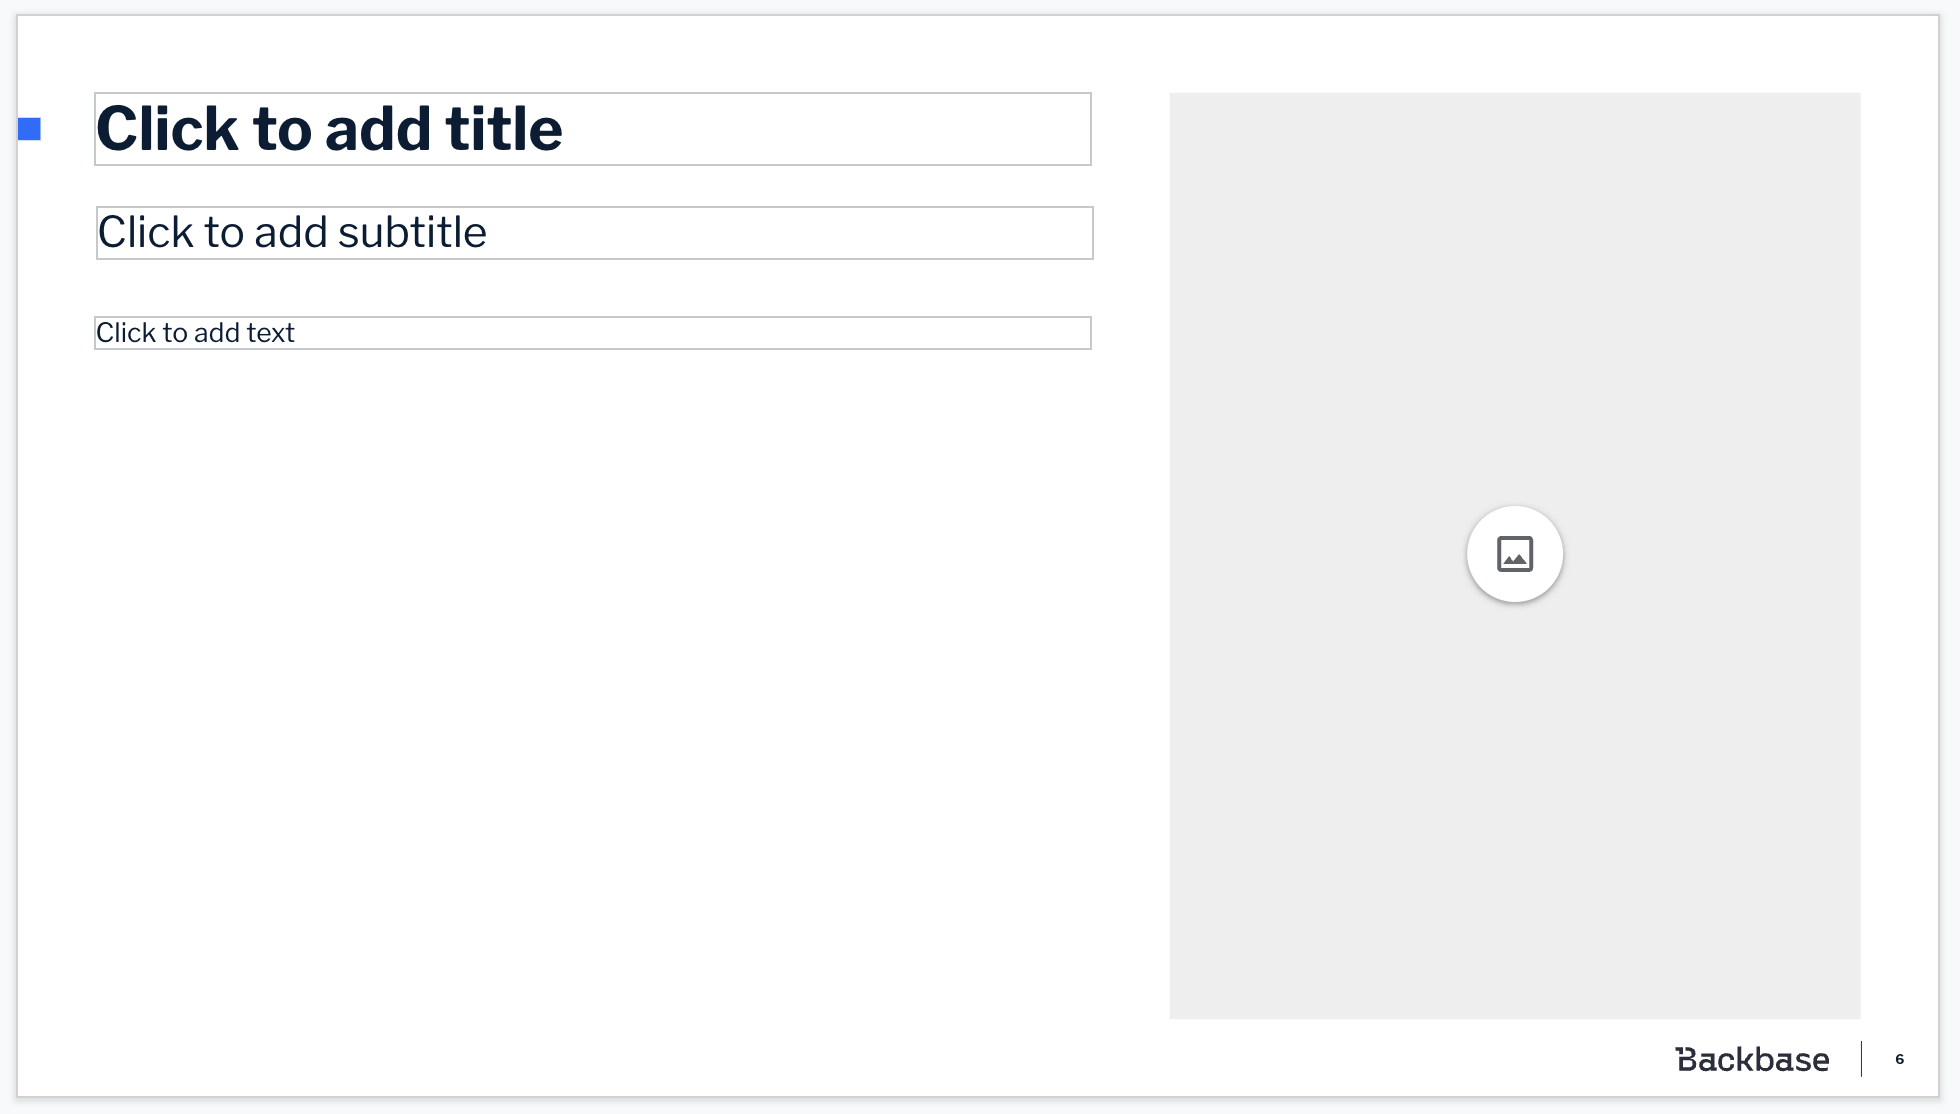 Click to add title
Click to add subtitle
Click to add text
Backbase
6